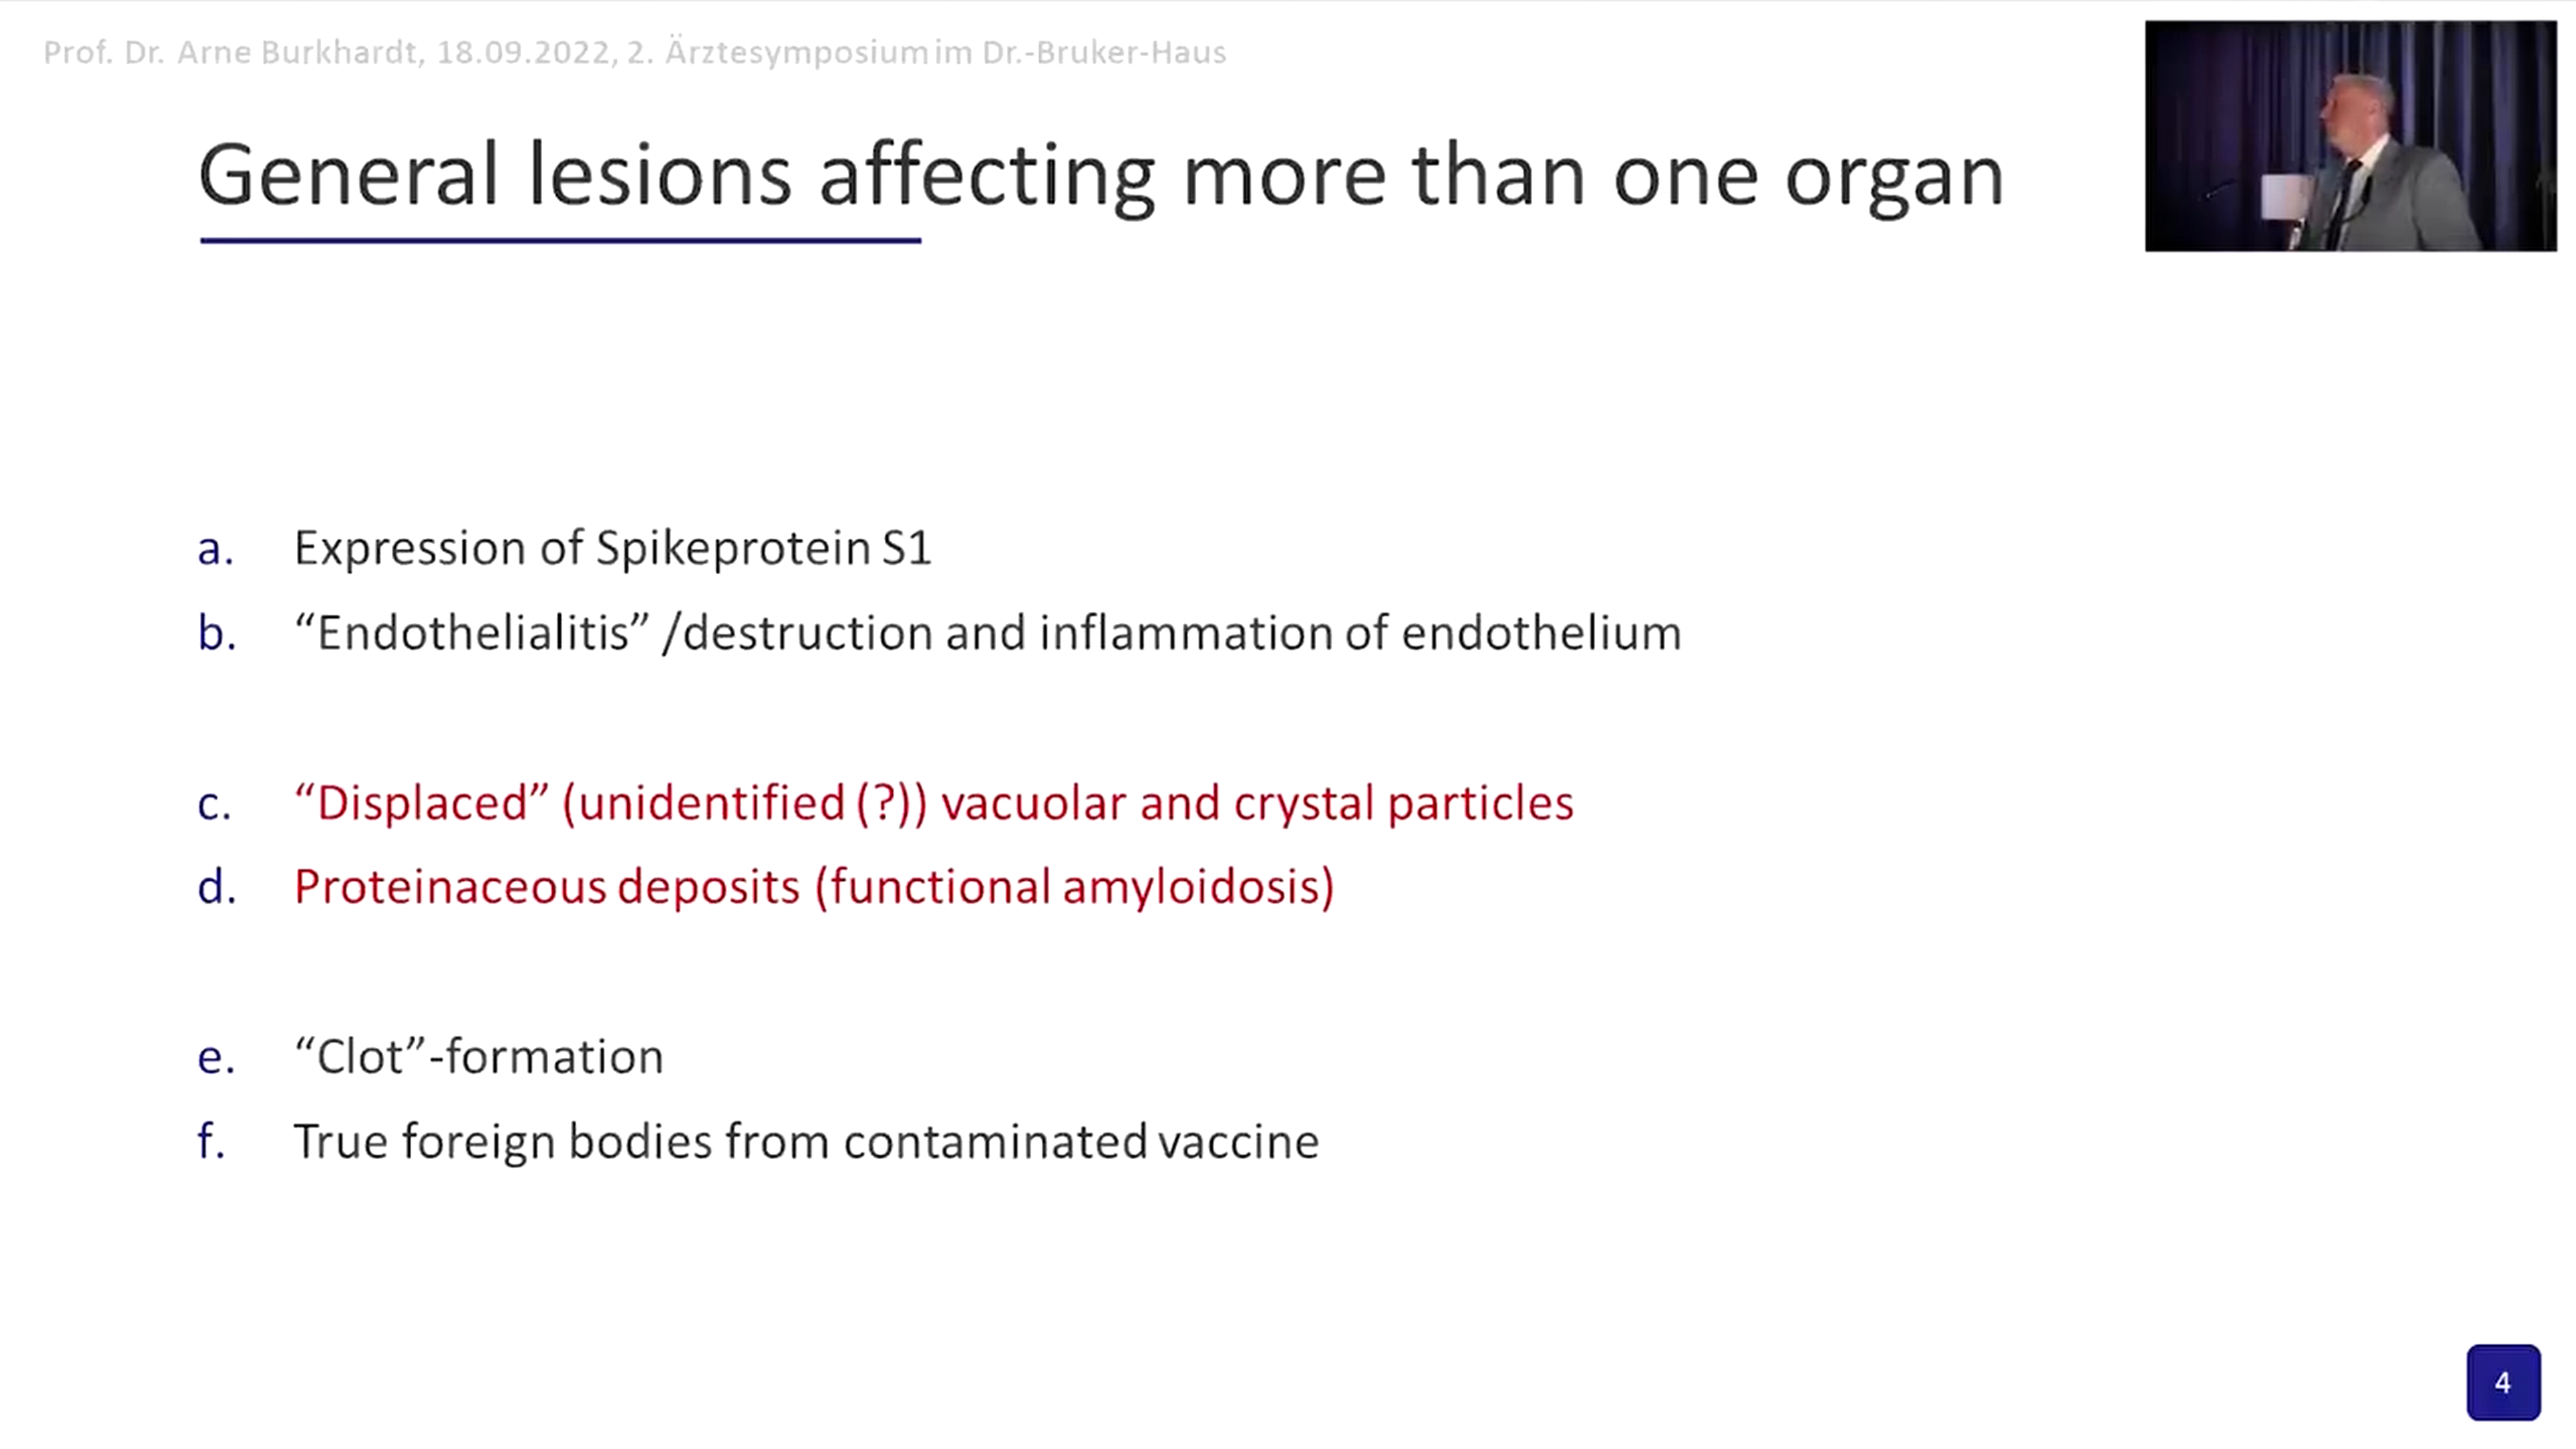 Prof. Dr. Arne Burkhardt, 18.09.2022, 2. Ärztesymposium im Dr.-Bruker-Haus
General lesions affecting more than one organ
a. Expression of Spikeprotein S1
b. “Endothelialitis” /destruction and inflammation of endothelium
c. “Displaced” (unidentified (?)) vacuolar and crystal particles
d. Proteinaceous deposits (functional amyloidosis)
e. “Clot”-formation
f. True foreign bodies from contaminated vaccine
4